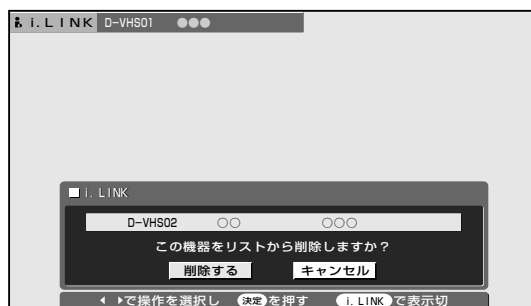 i.LINK D-VHS01 ●●●
i.LINK
D-VHS02 ○○ ○○○
この機器をリストから削除しますか？
削除する キャンセル
で操作を選択し 決定を押す i.LINKで表示切